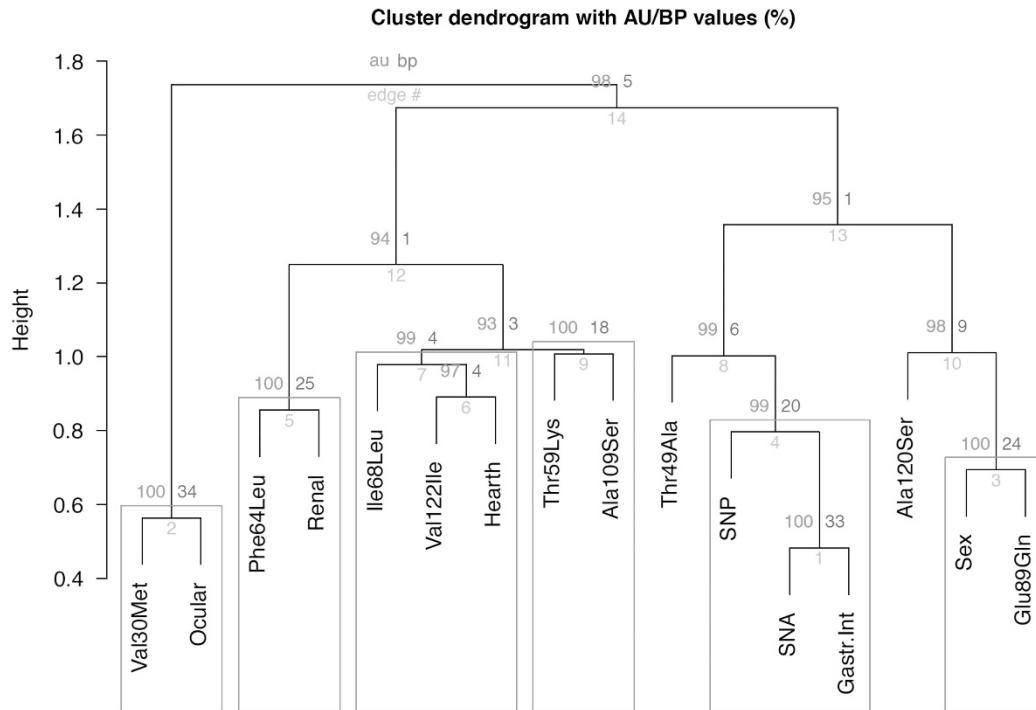 Cluster dendrogram with AU/BP values (%)
au bp
edge #
Height
1.8
1.6
1.4
1.2
1.0
0.8
0.6
0.4
98 5
14
95 1
13
94 1
12
93 3
11
99 4
7
97 4
6
100 18
9
99 6
8
98 9
10
100 25
5
99 20
4
100 24
3
100 34
2
100 33
1
Val30Met
Ocular
Phe64Leu
Renal
Ile68Leu
Val122Ile
Hearth
Thr59Lys
Ala109Ser
Thr49Ala
SNP
SNA
Gastr.Int
Ala120Ser
Sex
Glu89Gln